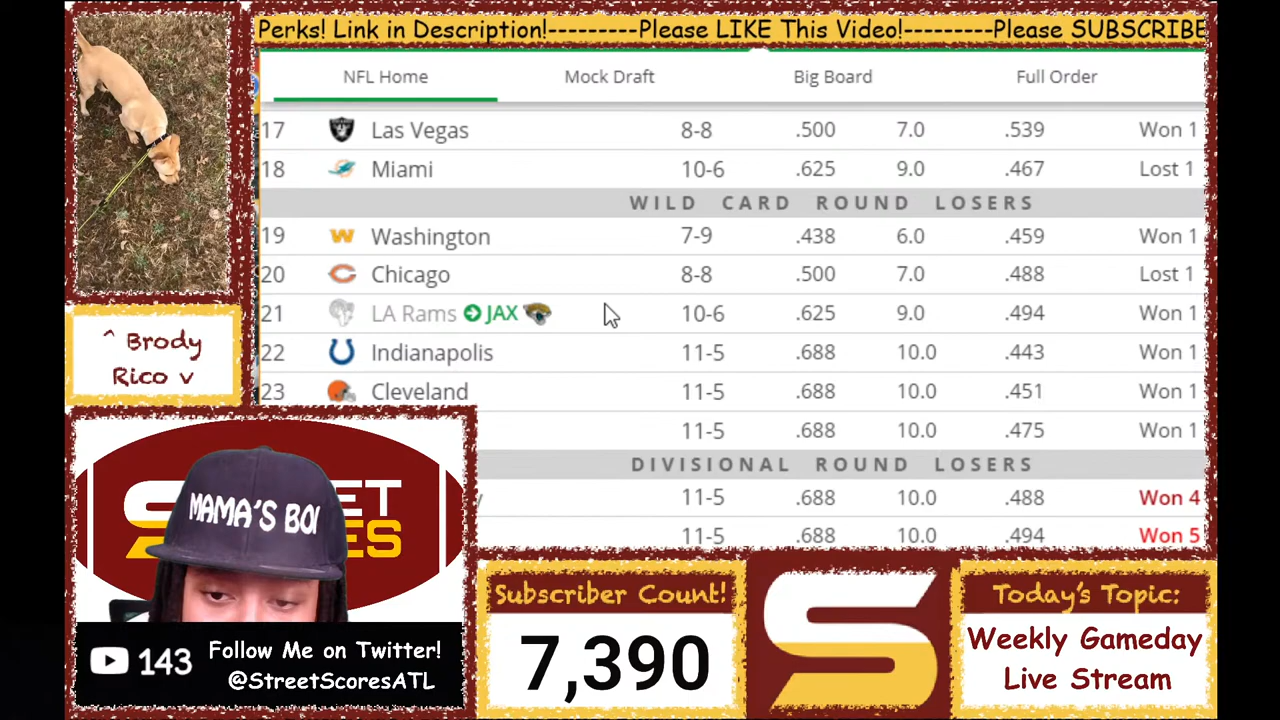 Perks! Link in Description!---------Please LIKE This Video!---------Please SUBSCRIBE
NFL Home Mock Draft Big Board Full Order
17 Las Vegas 8-8 .500 7.0 .539 Won 1
18 Miami 10-6 .625 9.0 .467 Lost 1
WILD CARD ROUND LOSERS
19 Washington 7-9 .438 6.0 .459 Won 1
20 Chicago 8-8 .500 7.0 .488 Lost 1
21 LA Rams JAX 10-6 .625 9.0 .494 Won 1
22 Indianapolis 11-5 .688 10.0 .443 Won 1
23 Cleveland 11-5 .688 10.0 .451 Won 1
11-5 .688 10.0 .475 Won 1
DIVISIONAL ROUND LOSERS
11-5 .688 10.0 .488 Won 4
11-5 .688 10.0 .494 Won 5
^ Brody
Rico v
MAMA'S BOI
143
Follow Me on Twitter!
@StreetScoresATL
Subscriber Count!
7,390
Today's Topic:
Weekly Gameday
Live Stream